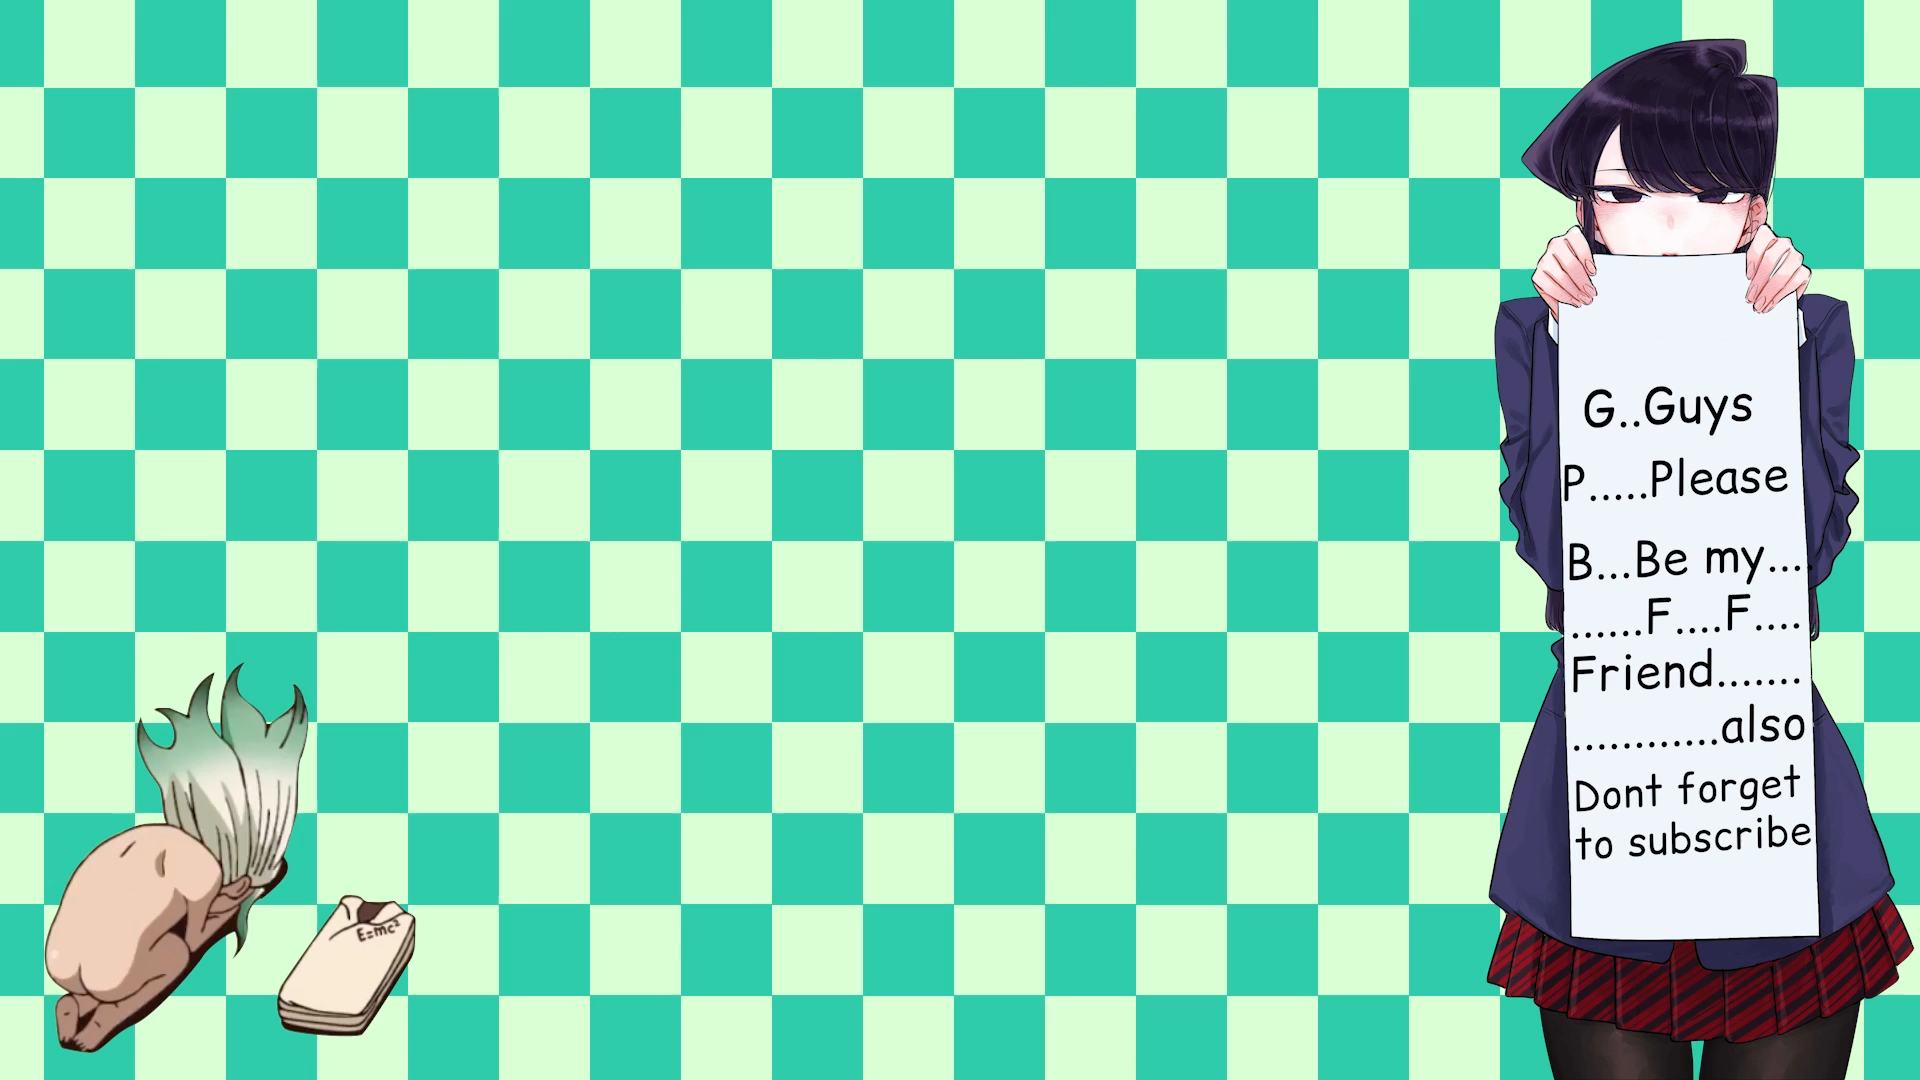 G..Guys
P.....Please
B...Be my....
......F....F....
Friend.......
............also
Dont forget
to subscribe
E=mc²